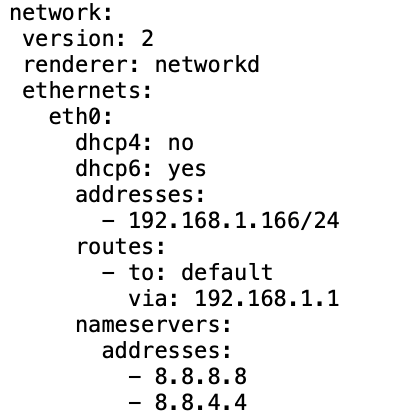 network:
 version: 2
 renderer: networkd
 ethernets:
   eth0:
     dhcp4: no
     dhcp6: yes
     addresses:
       - 192.168.1.166/24
     routes:
       - to: default
         via: 192.168.1.1
     nameservers:
       addresses:
         - 8.8.8.8
         - 8.8.4.4